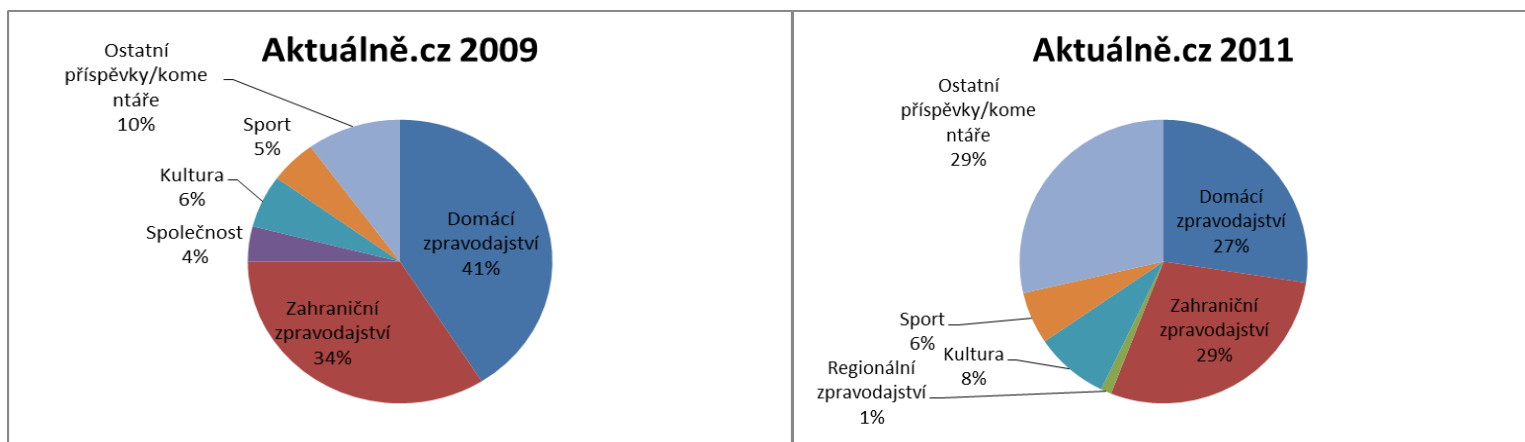 Aktuálně.cz 2009
Ostatní
příspěvky/kome
ntáře
10%
Sport
5%
Kultura
6%
Společnost
4%
Domácí
zpravodajství
41%
Zahraniční
zpravodajství
34%
Aktuálně.cz 2011
Ostatní
příspěvky/kome
ntáře
29%
Domácí
zpravodajství
27%
Zahraniční
zpravodajství
29%
Sport
6%
Kultura
8%
Regionální
zpravodajství
1%